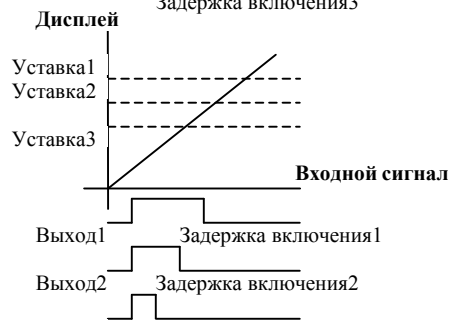 Задержка включения3
Дисплей
Уставка1
Уставка2
Уставка3
Входной сигнал
Выход1 Задержка включения1
Выход2 Задержка включения2